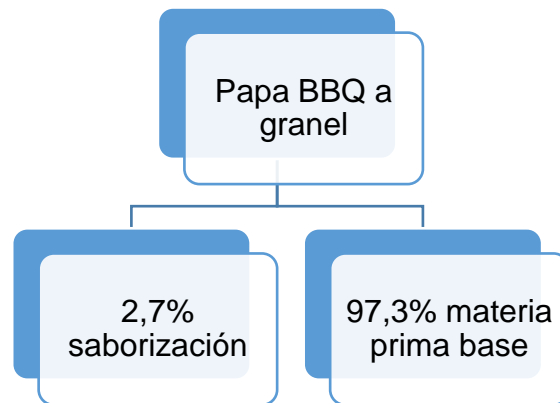 Papa BBQ a
granel
2,7%
saborización
97,3% materia
prima base